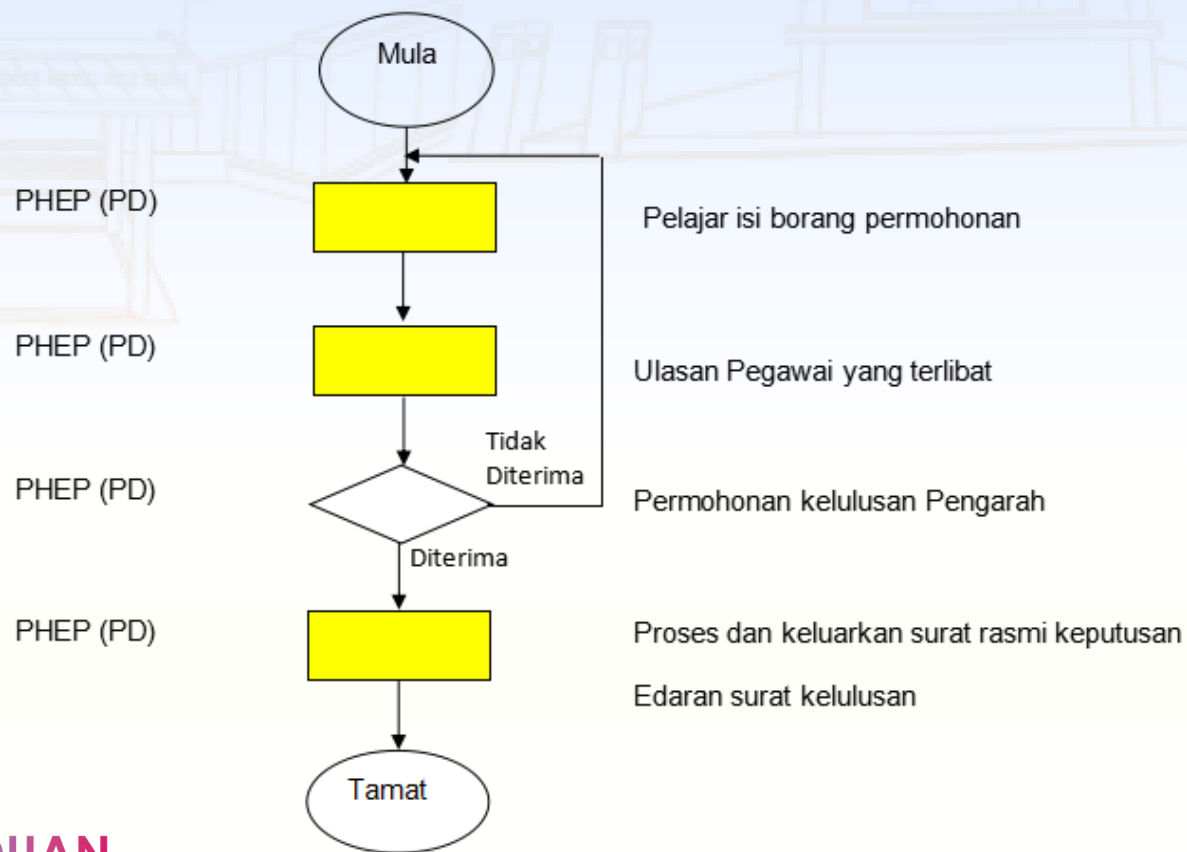 Mula
PHEP (PD)
Pelajar isi borang permohonan
PHEP (PD)
Ulasan Pegawai yang terlibat
Tidak
Diterima
PHEP (PD)
Permohonan kelulusan Pengarah
Diterima
PHEP (PD)
Proses dan keluarkan surat rasmi keputusan
Edaran surat kelulusan
Tamat